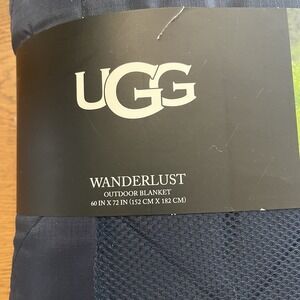 UGG
WANDERLUST
OUTDOOR BLANKET
60 IN X 72 IN (152 CM X 182 CM)